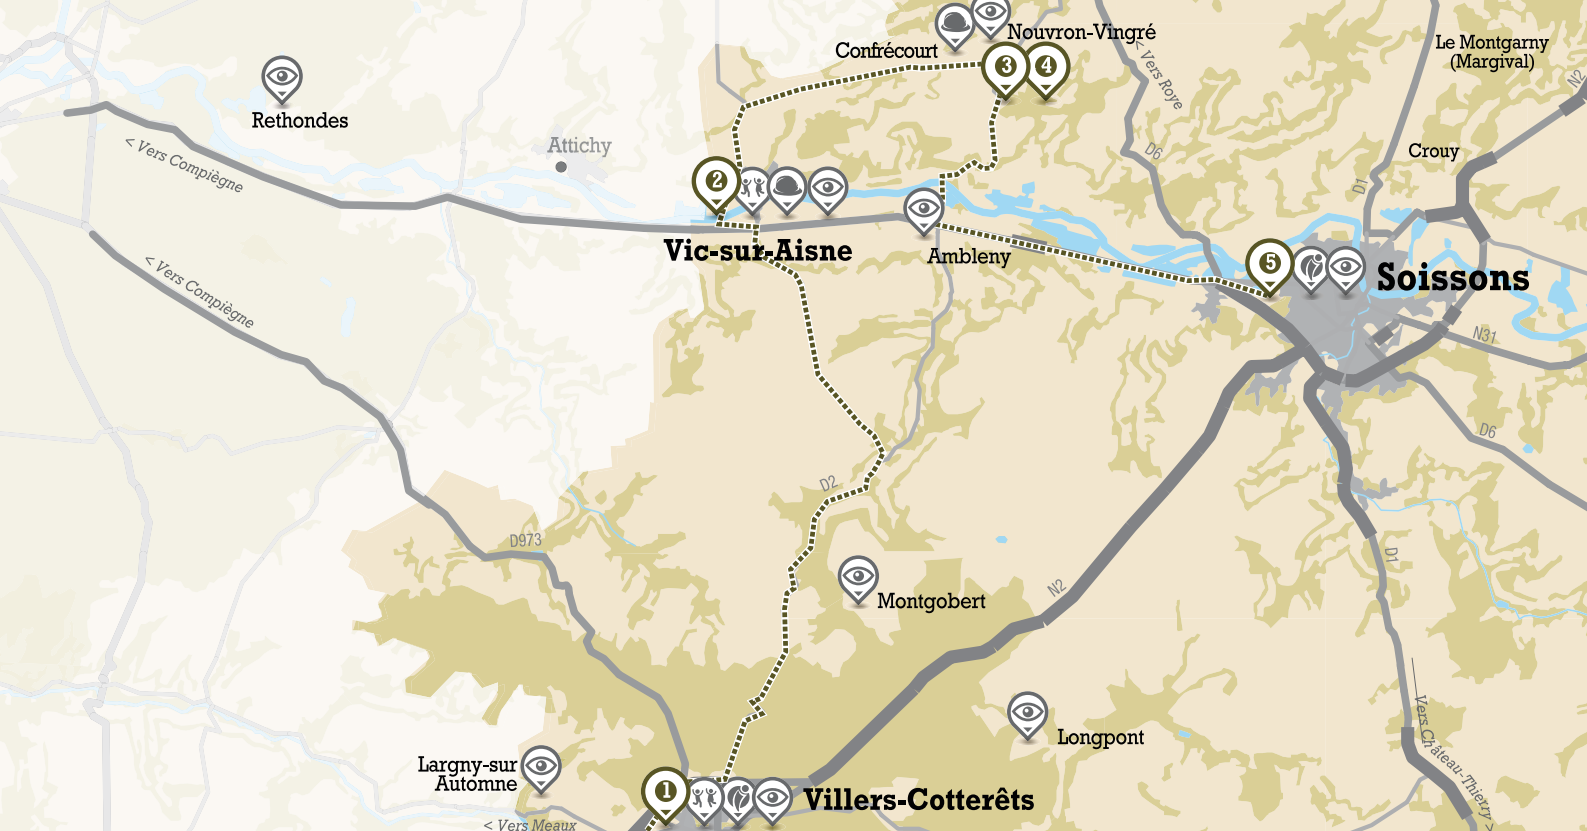 Nouvron-Vingré
Confrécourt
Le Montgarny
(Margival)
N2
3
4
< Vers Roye
Rethondes
Attichy
< Vers Compiègne
D6
Crouy
D1
2
Vic-sur-Aisne
Ambleny
5
Soissons
< Vers Compiègne
N31
D6
D2
D973
D1
N2
Montgobert
Longpont
Vers Château-Thierry >
Largny-sur
Automne
1
Villers-Cotterêts
< Vers Meaux